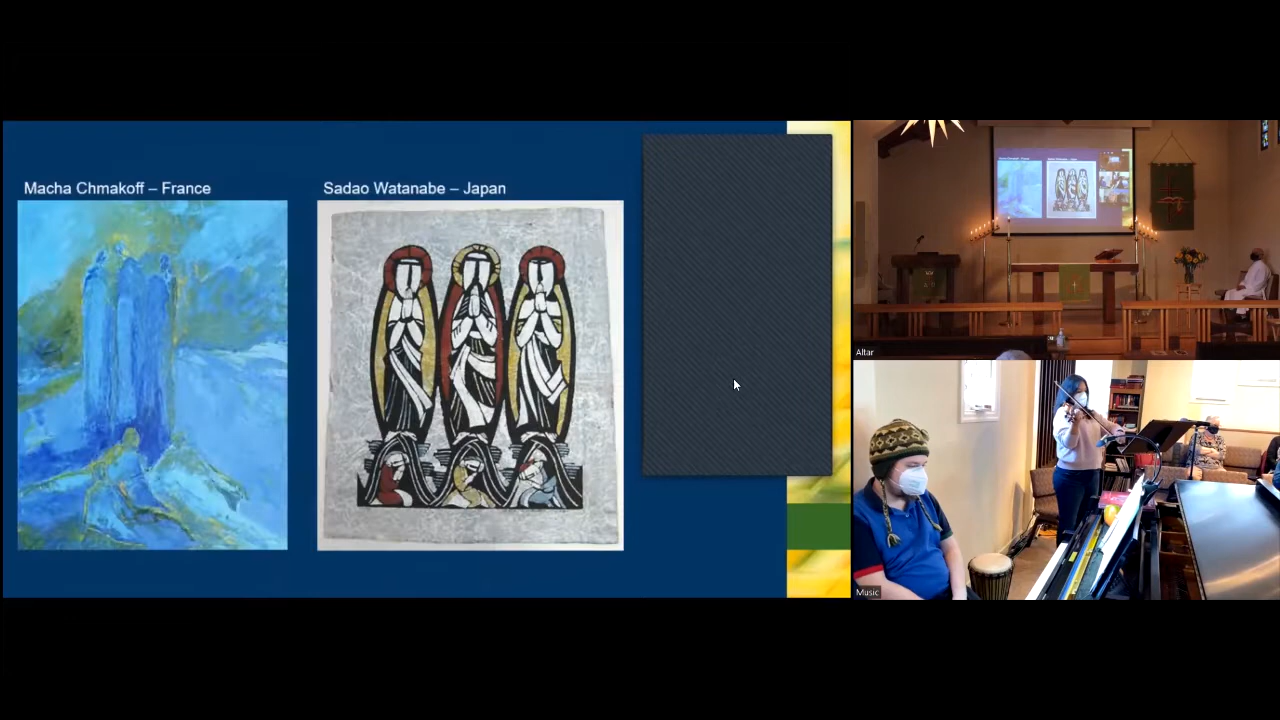 Macha Chmakoff – France
Sadao Watanabe – Japan
Altar
Music